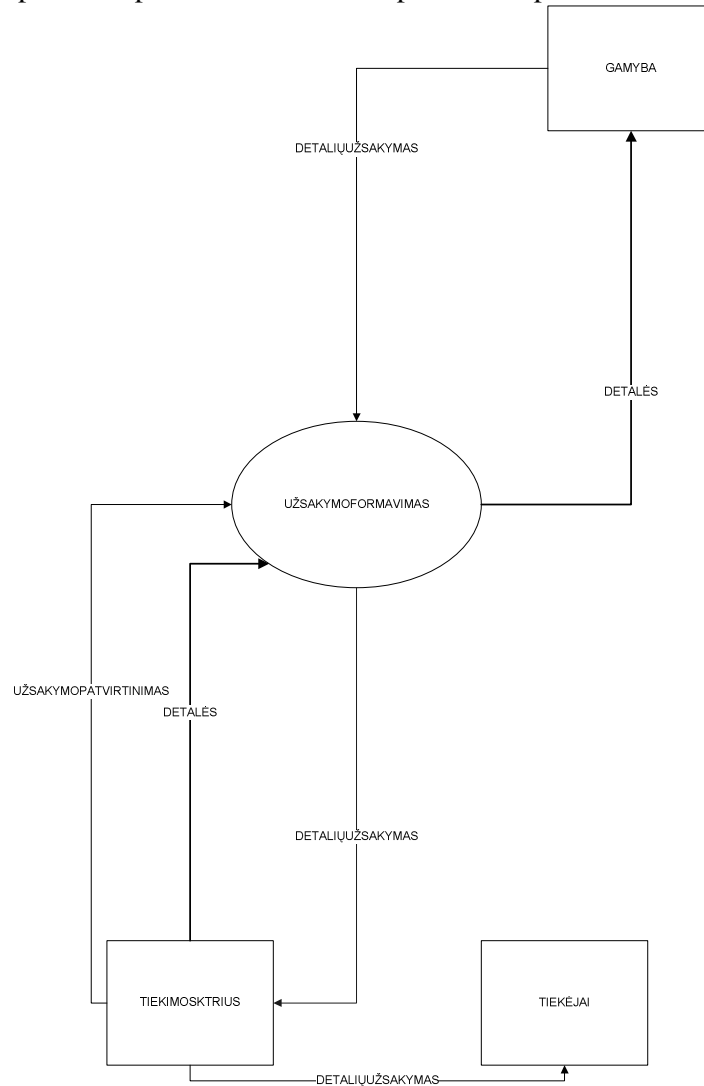 GAMYBA
DETALIŲUŽSAKYMAS
DETALĖS
UŽSAKYMOFORMAVIMAS
UŽSAKYMOPATVIRTINIMAS
DETALĖS
DETALIŲUŽSAKYMAS
TIEKIMOSKTRIUS
TIEKĖJAI
DETALIŲUŽSAKYMAS